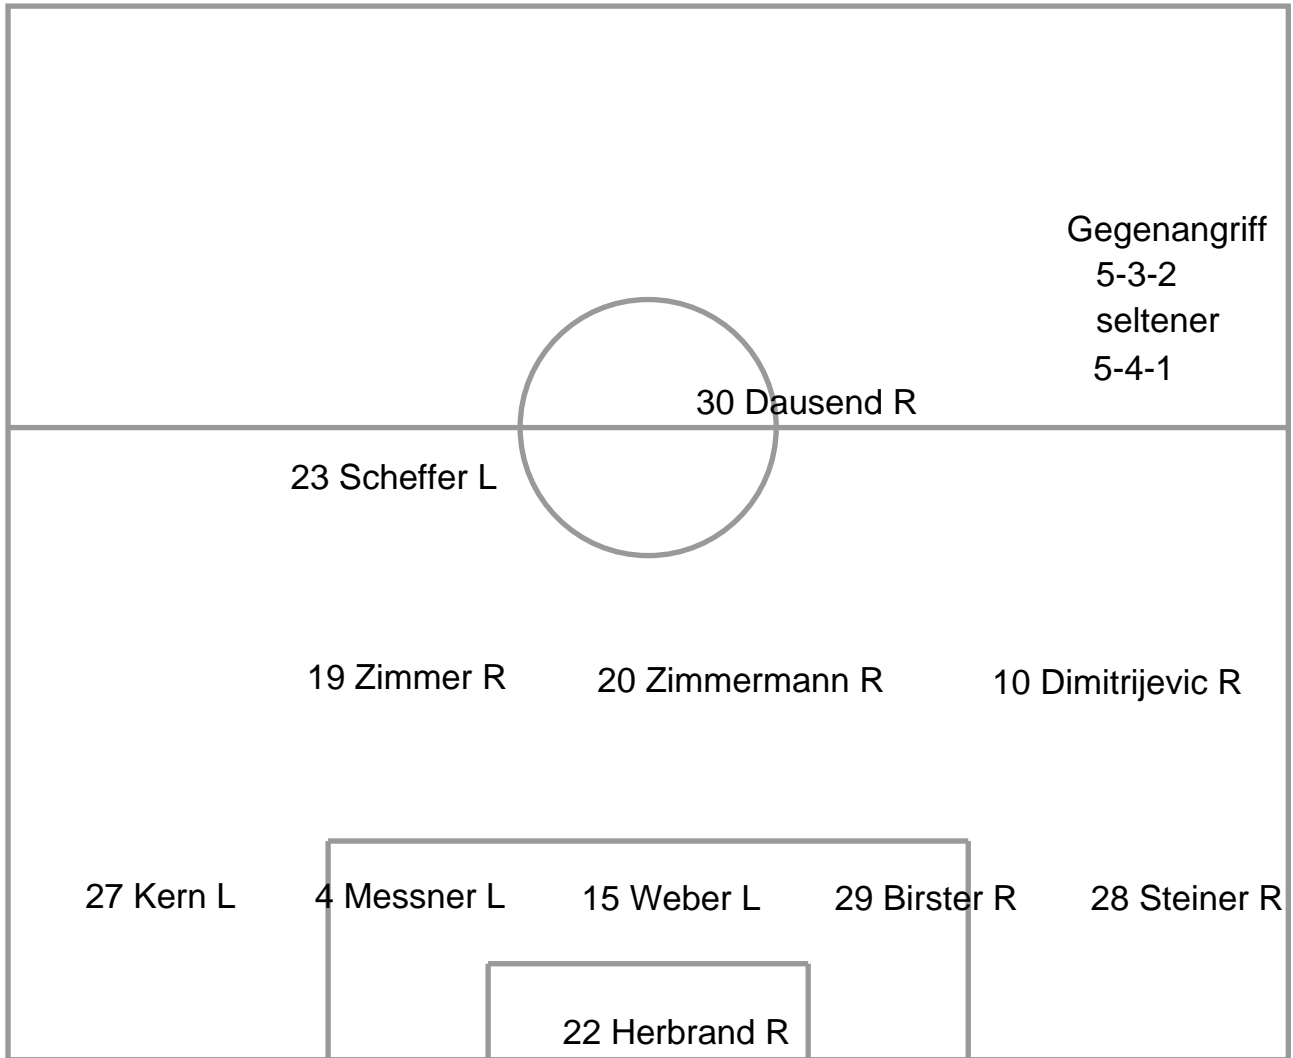 Gegenangriff
5-3-2
seltener
5-4-1
30 Dausend R
23 Scheffer L
19 Zimmer R
20 Zimmermann R
10 Dimitrijevic R
27 Kern L
4 Messner L
15 Weber L
29 Birster R
28 Steiner R
22 Herbrand R